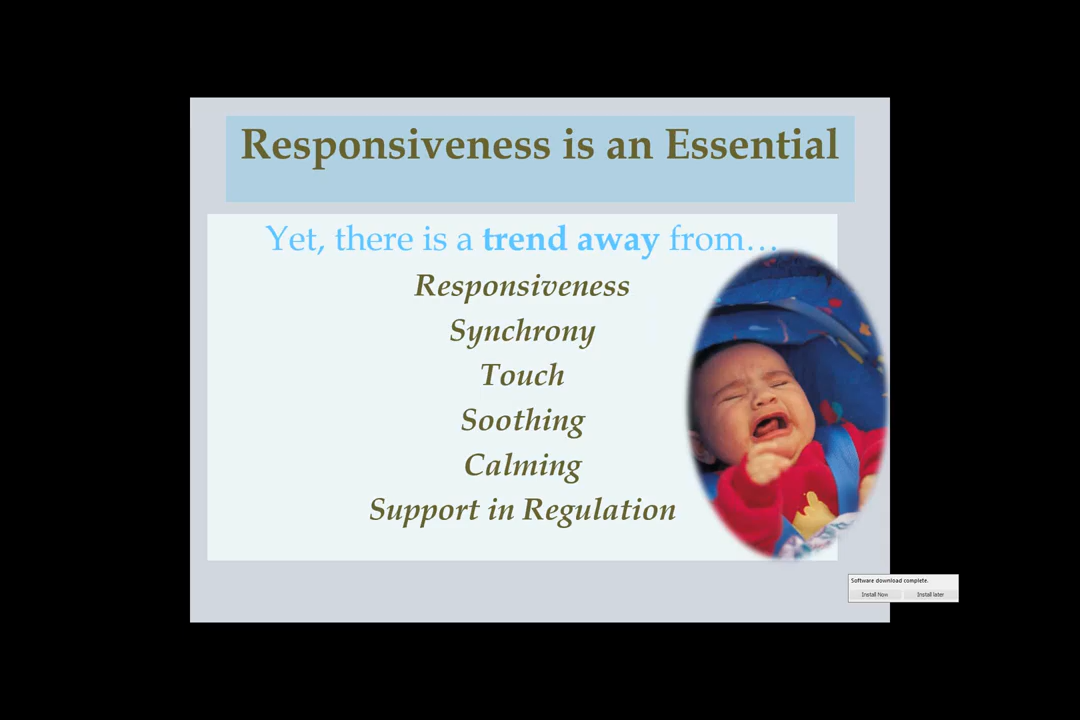 Responsiveness is an Essential
Yet, there is a trend away from…
Responsiveness
Synchrony
Touch
Soothing
Calming
Support in Regulation
Software download complete.
Install Now Install later